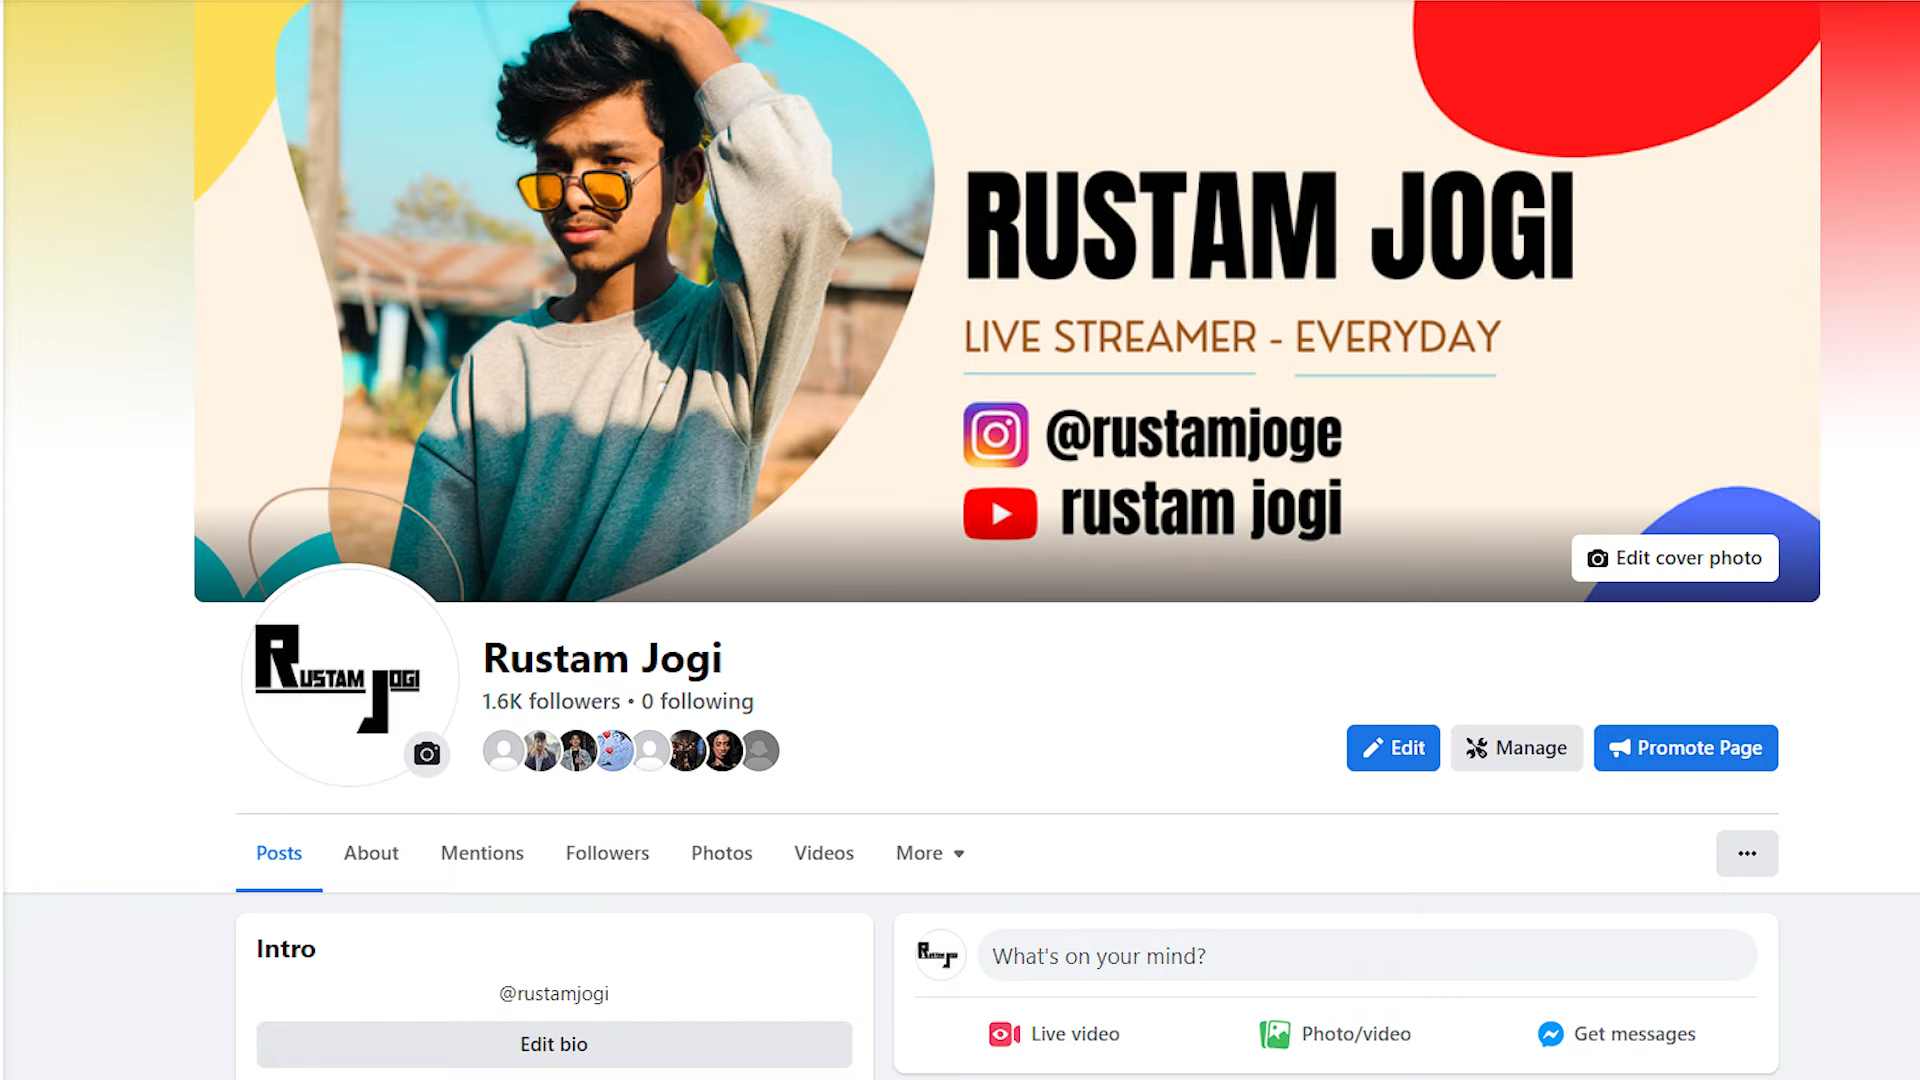 RUSTAM JOGI
LIVE STREAMER - EVERYDAY
@rustamjoge
rustam jogi
Edit cover photo
RUSTAM JOGI
Rustam Jogi
1.6K followers • 0 following
Edit
Manage
Promote Page
Posts
About
Mentions
Followers
Photos
Videos
More
Intro
@rustamjogi
Edit bio
RUSTAM JOGI
What's on your mind?
Live video
Photo/video
Get messages